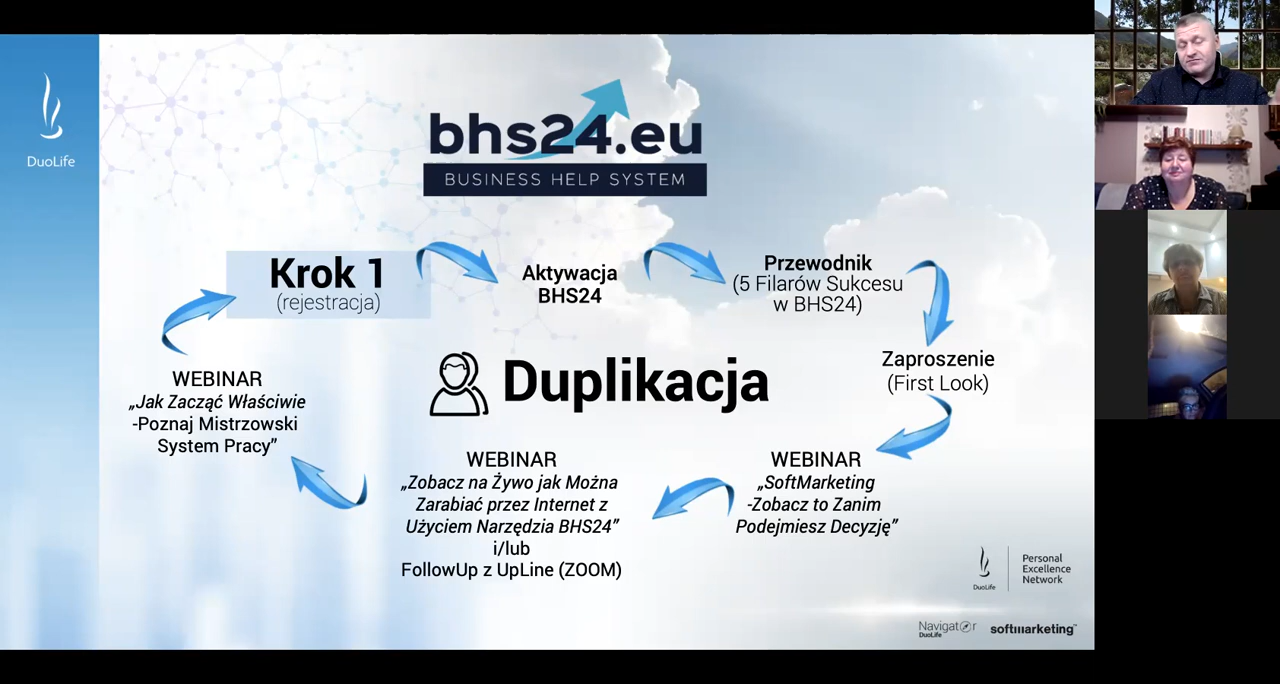 DuoLife
bhs24.eu
BUSINESS HELP SYSTEM
Krok 1
(rejestracja)
Aktywacja
BHS24
Przewodnik
(5 Filarów Sukcesu
w BHS24)
Zaproszenie
(First Look)
Duplikacja
WEBINAR
„Jak Zacząć Właściwie
-Poznaj Mistrzowski
System Pracy”
WEBINAR
„Zobacz na Żywo jak Można
Zarabiać przez Internet z
Użyciem Narzędzia BHS24”
i/lub
FollowUp z UpLine (ZOOM)
WEBINAR
„SoftMarketing
-Zobacz to Zanim
Podejmiesz Decyzję”
DuoLife
Personal
Excellence
Network
Navigator
DuoLife
softmarketing™